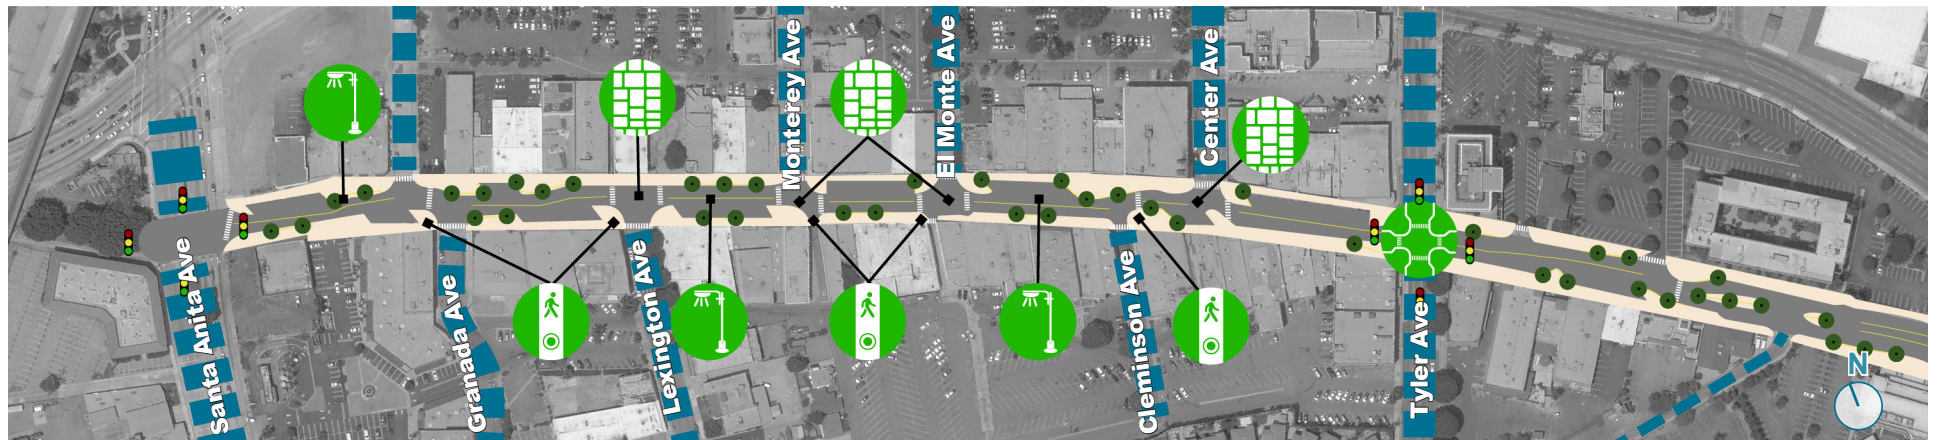 Santa Anita Ave
Granada Ave
Lexington Ave
Monterey Ave
El Monte Ave
Cleminson Ave
Center Ave
Tyler Ave
N